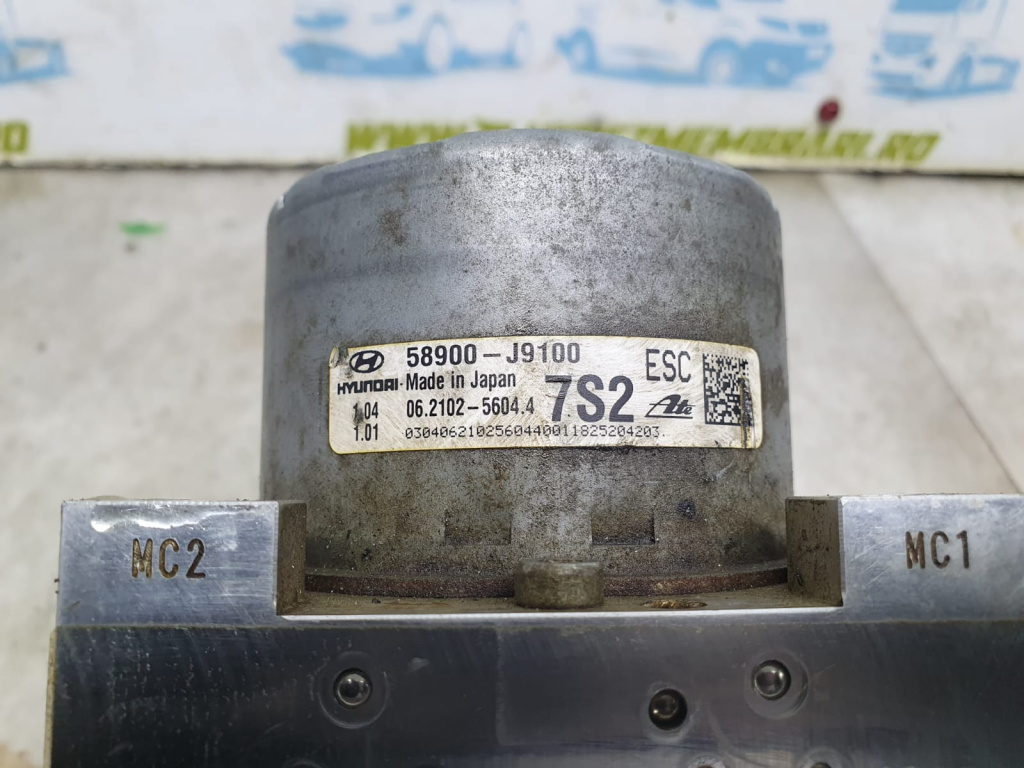 58900-J9100
ESC
HYUNDAI
Made in Japan
7S2
Ate
1.04
06.2102-5604.4
1.01
0304062102560440011825204203.
MC2
MC1